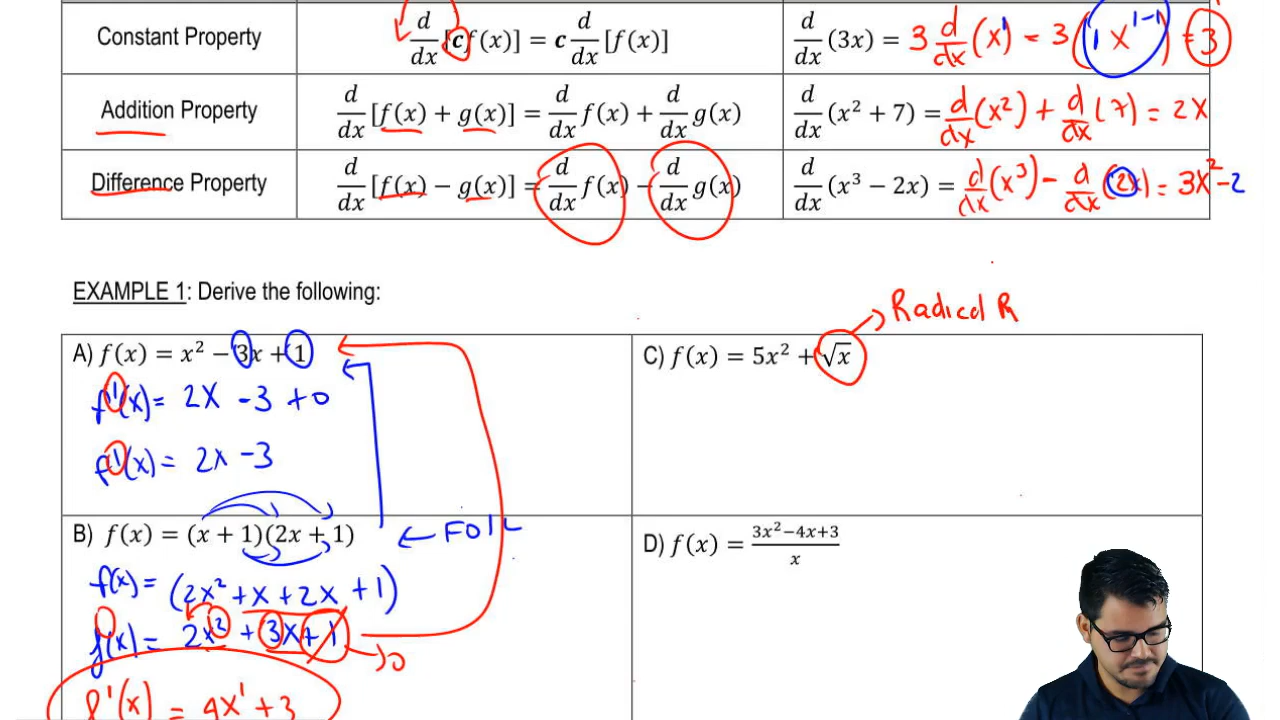 Constant Property
d/dx [cf(x)] = c d/dx [f(x)]
d/dx (3x) = 3 d/dx (x¹) = 3(1x¹⁻¹) = 3
Addition Property
d/dx [f(x) + g(x)] = d/dx f(x) + d/dx g(x)
d/dx (x² + 7) = d/dx (x²) + d/dx (7) = 2x
Difference Property
d/dx [f(x) − g(x)] = d/dx f(x) − d/dx g(x)
d/dx (x³ − 2x) = d/dx (x³) − d/dx (2x) = 3x² − 2
EXAMPLE 1: Derive the following:
Radical R
A) f(x) = x² − 3x + 1
f'(x) = 2x − 3 + 0
f'(x) = 2x − 3
B) f(x) = (x + 1)(2x + 1)
← FOIL
f(x) = (2x² + x + 2x + 1)
f(x) = 2x² + 3x + 1
→ 0
f'(x) = 4x¹ + 3
C) f(x) = 5x² + √x
D) f(x) = 3x²−4x+3 / x